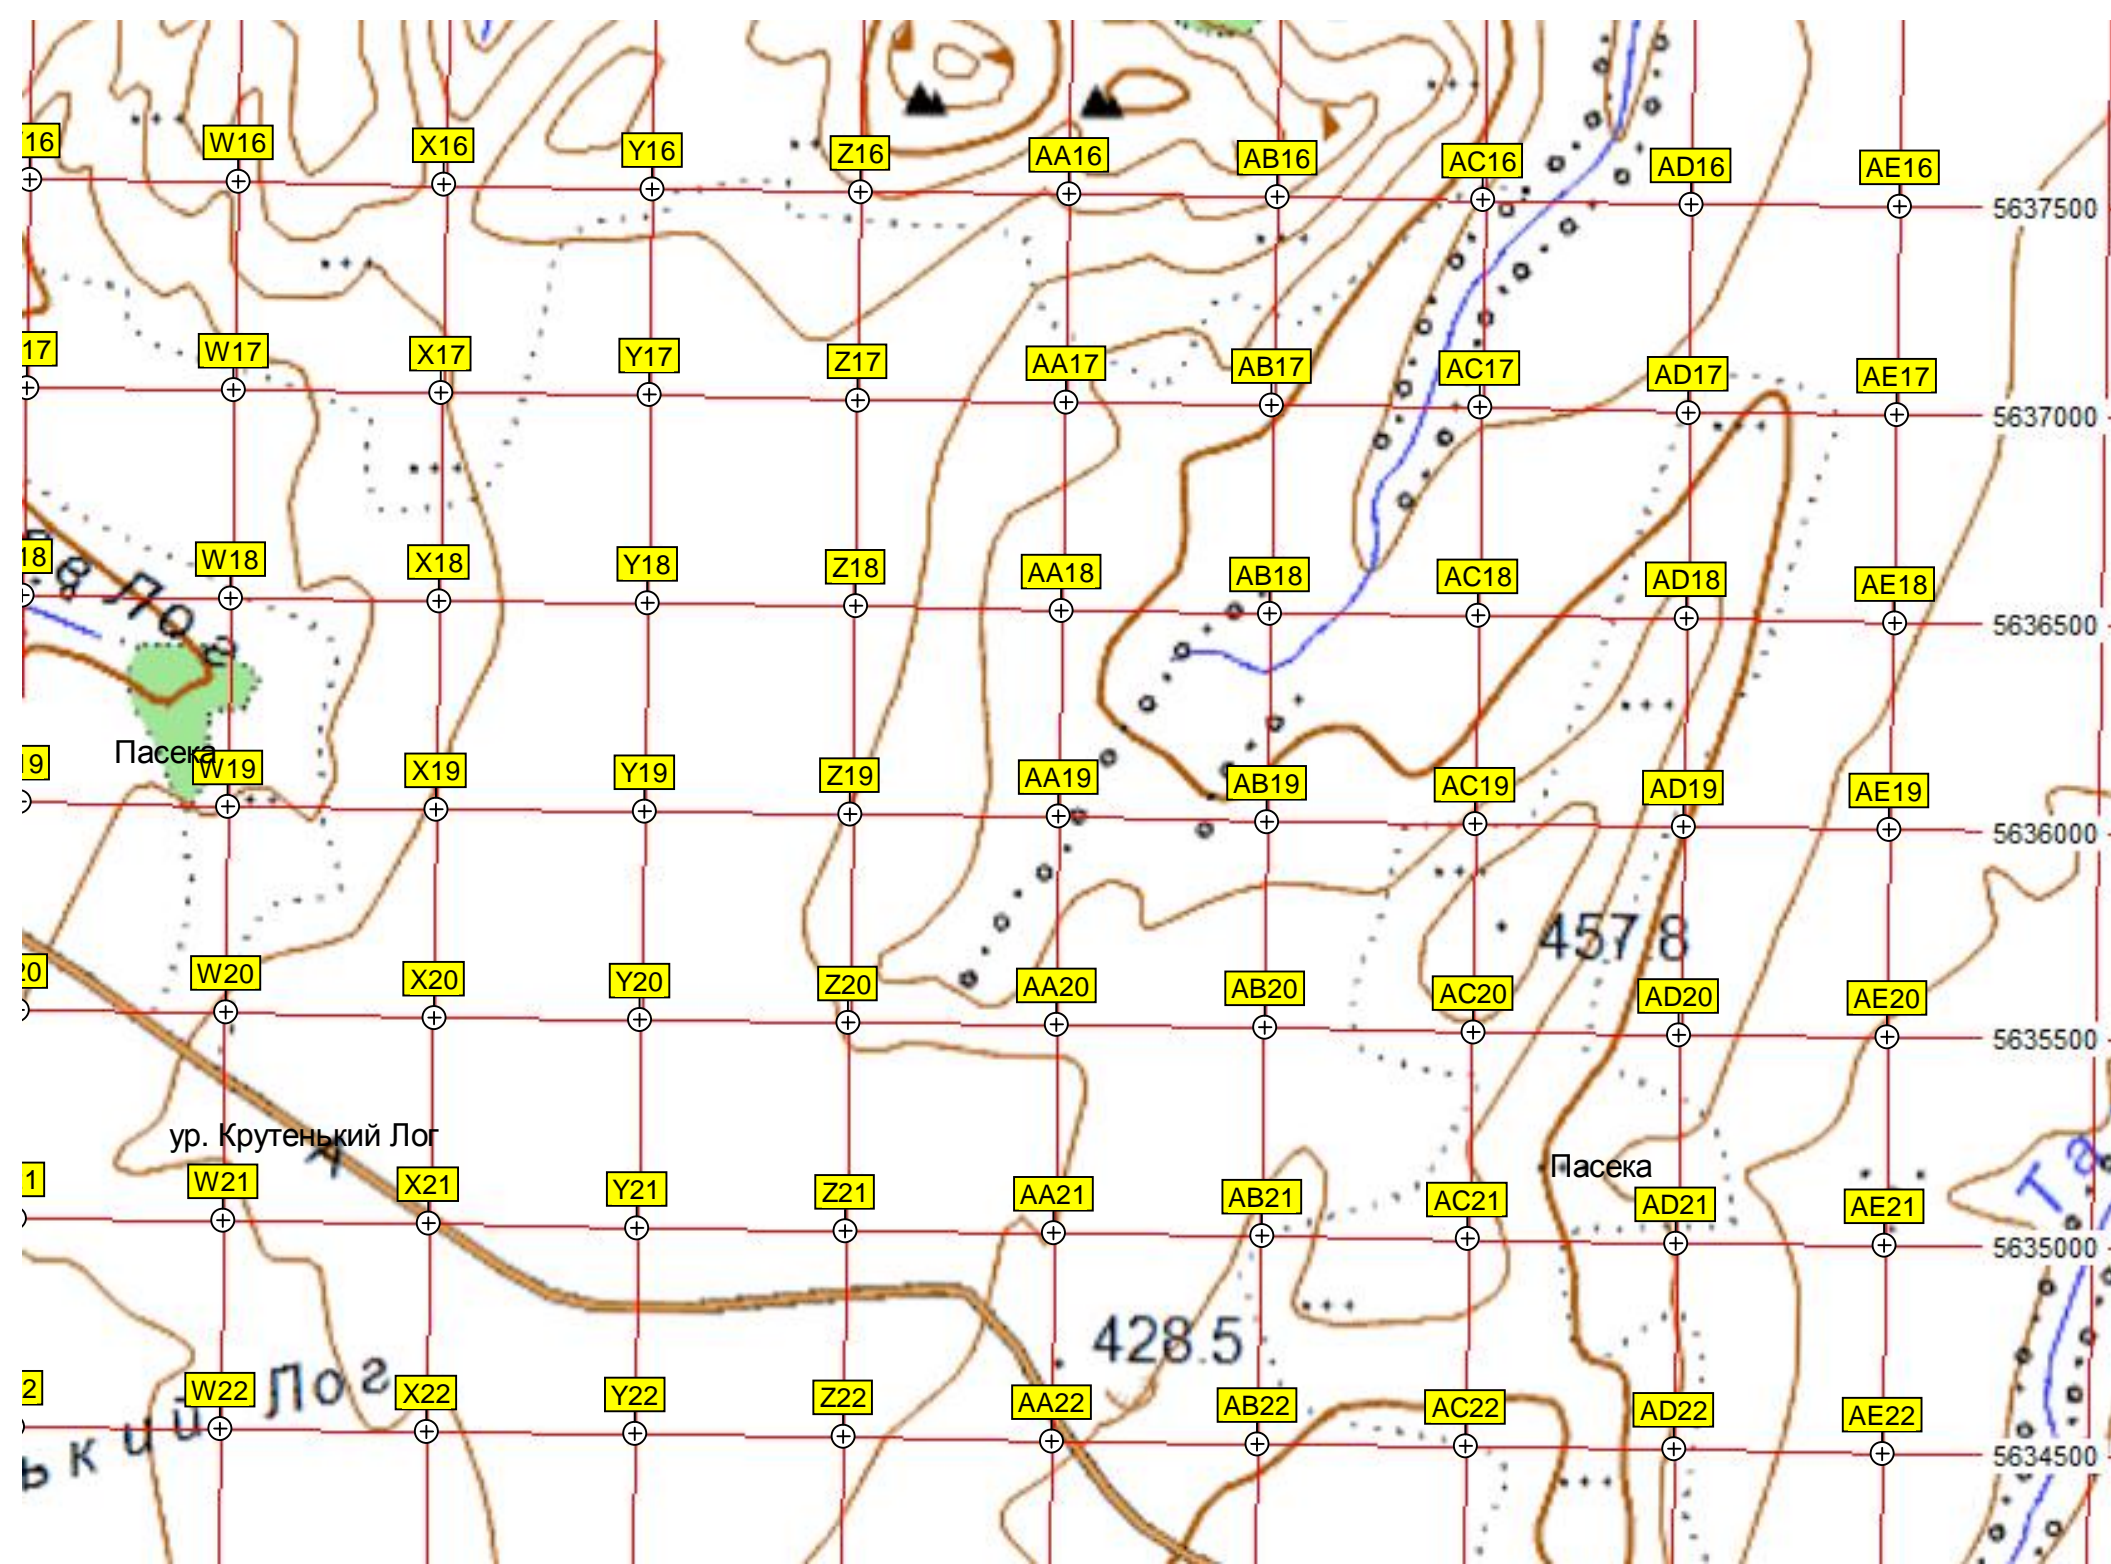 16 W16 X16 Y16 Z16 AA16 AB16 AC16 AD16 AE16
5637500
17 W17 X17 Y17 Z17 AA17 AB17 AC17 AD17 AE17
5637000
18 W18 X18 Y18 Z18 AA18 AB18 AC18 AD18 AE18
Лог
5636500
Пасека
19 W19 X19 Y19 Z19 AA19 AB19 AC19 AD19 AE19
5636000
457.8
20 W20 X20 Y20 Z20 AA20 AB20 AC20 AD20 AE20
5635500
ур. Крутенький Лог
А
Пасека
Та
1 W21 X21 Y21 Z21 AA21 AB21 AC21 AD21 AE21
5635000
428.5
2 W22 X22 Y22 Z22 AA22 AB22 AC22 AD22 AE22
ький Лог
5634500